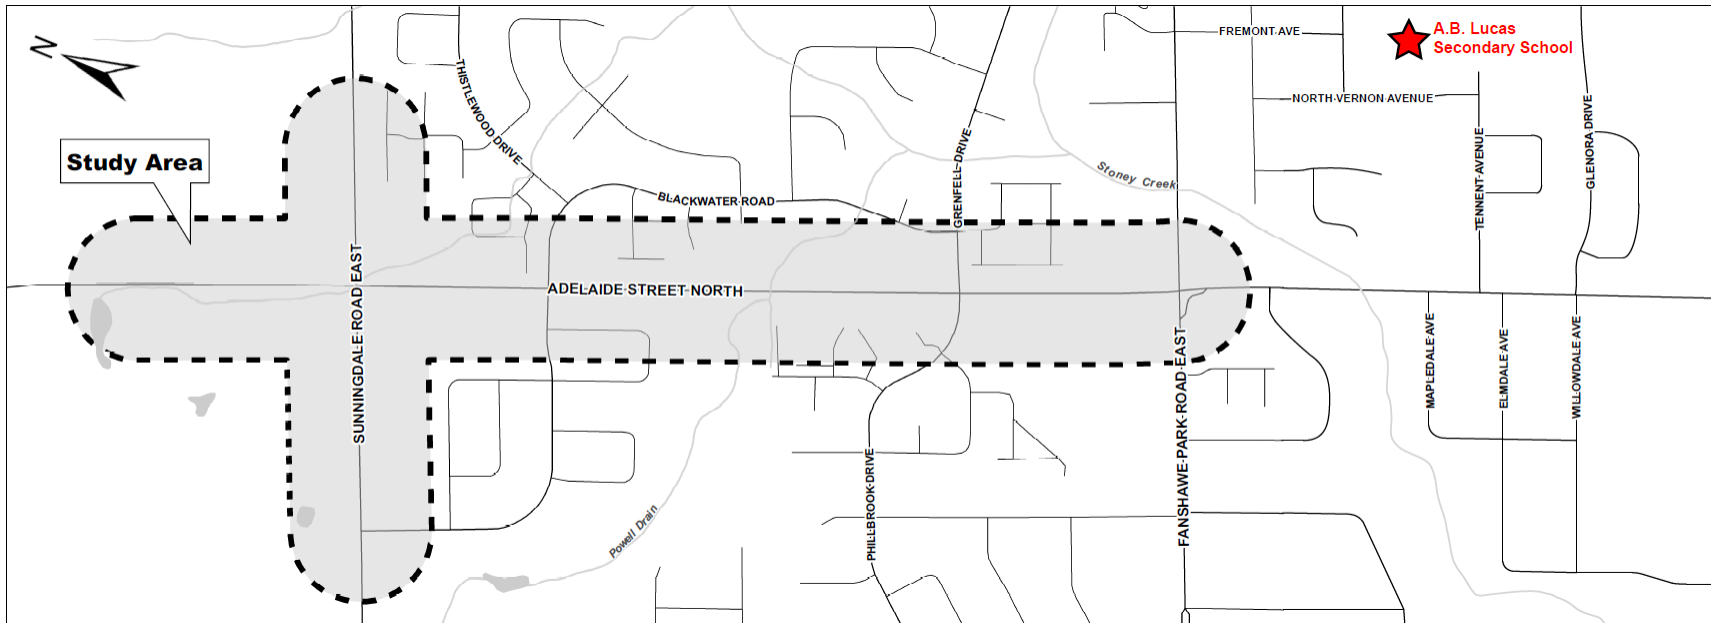 N
FREMONT AVE
A.B. Lucas
Secondary School
THISTLEWOOD DRIVE
NORTH VERNON AVENUE
GLENORA DRIVE
Study Area
GRENFELL DRIVE
TENNENT AVENUE
Stoney Creek
BLACKWATER ROAD
SUNNINGDALE ROAD EAST
ADELAIDE STREET NORTH
FANSHAWE PARK ROAD EAST
MAPLEDALE AVE
ELMDALE AVE
WILLOWDALE AVE
PHILLBROOK DRIVE
Powell Drain